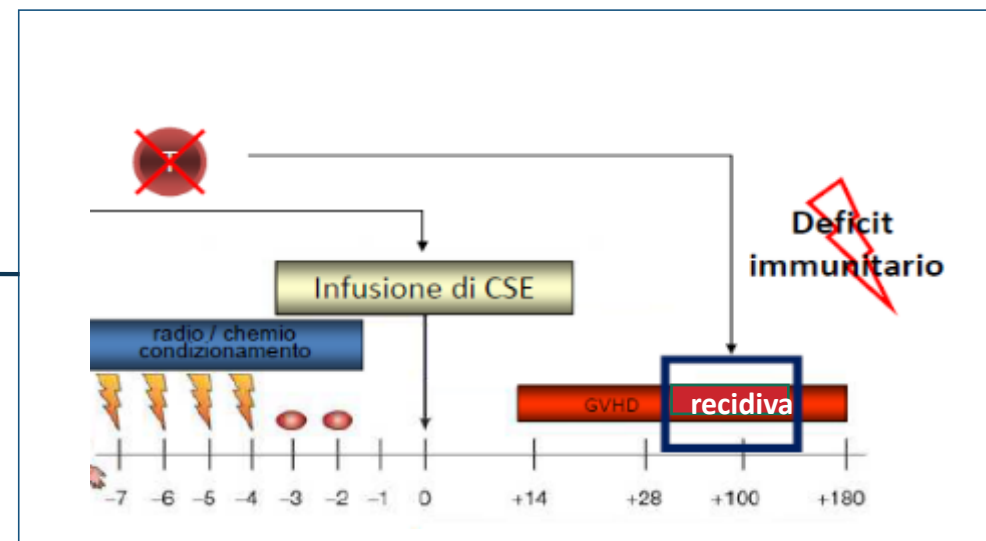 T
Deficit
immunitario
Infusione di CSE
radio / chemio
condizionamento
GVHD
recidiva
–7 –6 –5 –4 –3 –2 –1 0 +14 +28 +100 +180